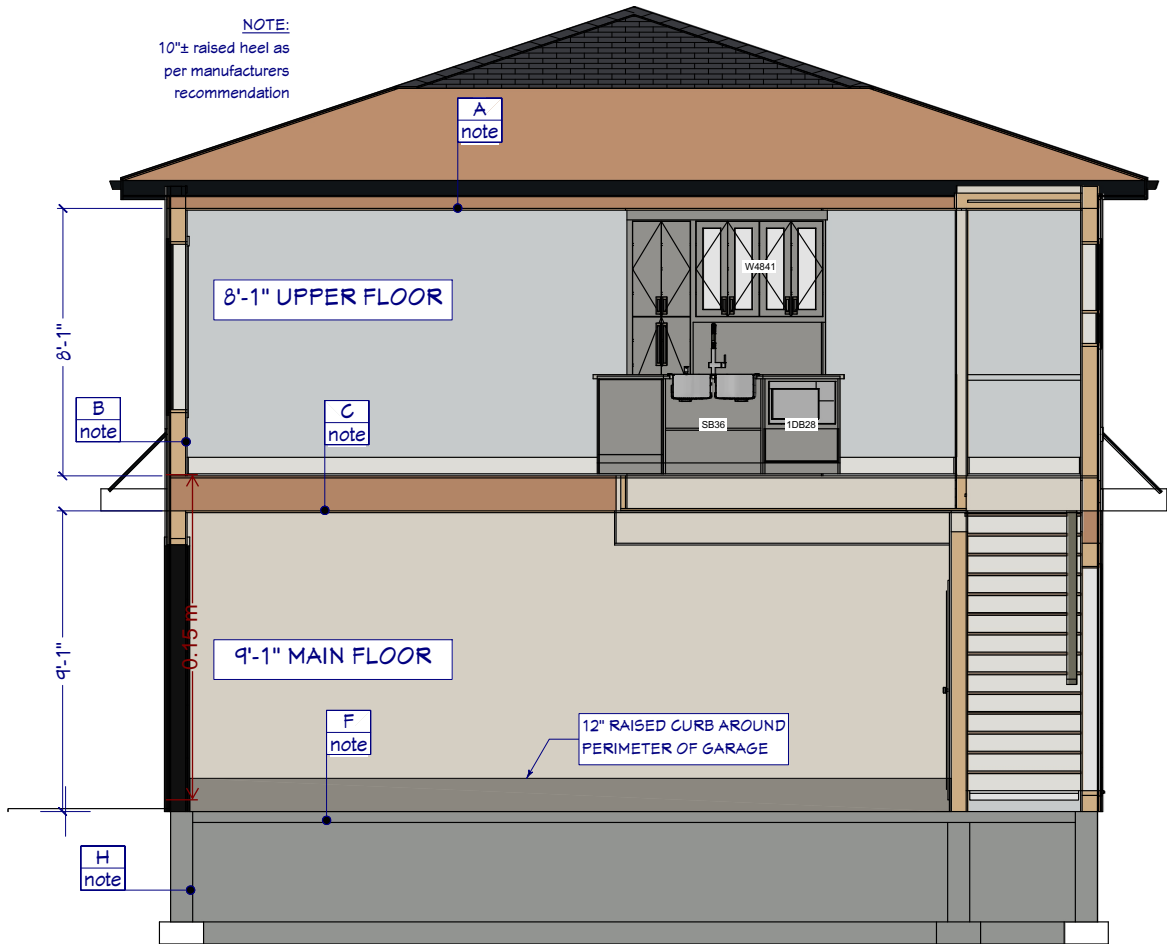 NOTE:
10"± raised heel as
per manufacturers
recommendation
A
note
W4841
8'-1" UPPER FLOOR
8'-1"
B
note
C
note
SB36
1DB28
0.15 m
9'-1" MAIN FLOOR
9'-1"
F
note
12" RAISED CURB AROUND
PERIMETER OF GARAGE
H
note